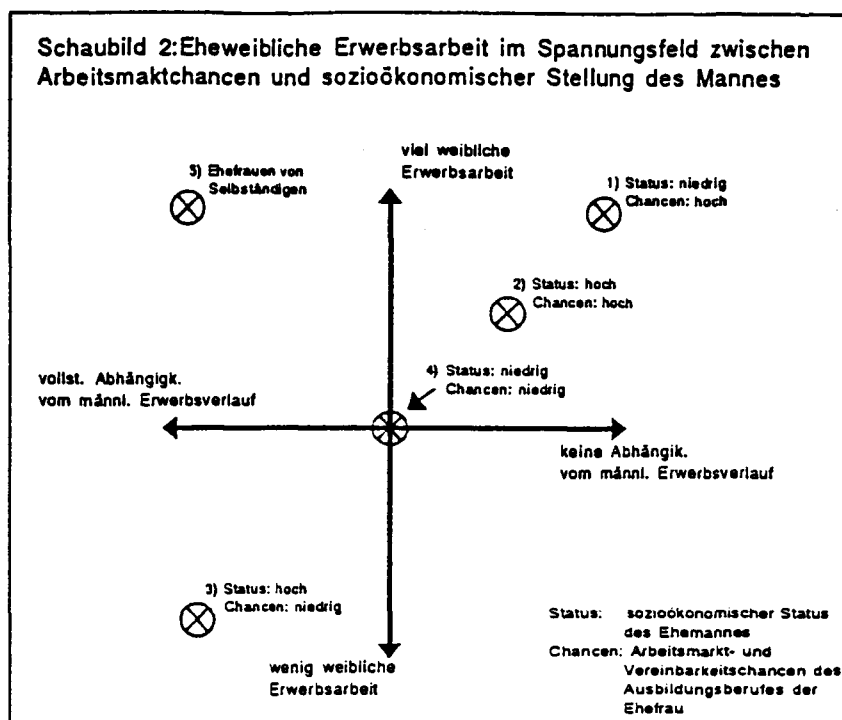 Schaubild 2:Eheweibliche Erwerbsarbeit im Spannungsfeld zwischen
Arbeitsmaktchancen und sozioökonomischer Stellung des Mannes
viel weibliche
Erwerbsarbeit
5) Ehefrauen von
Selbständigen
1) Status: niedrig
Chancen: hoch
2) Status: hoch
Chancen: hoch
4) Status: niedrig
Chancen: niedrig
vollst. Abhängigk.
vom männl. Erwerbsverlauf
keine Abhängik.
vom männl. Erwerbsverlauf
3) Status: hoch
Chancen: niedrig
wenig weibliche
Erwerbsarbeit
Status: sozioökonomischer Status
des Ehemannes
Chancen: Arbeitsmarkt- und
Vereinbarkeitschancen des
Ausbildungsberufes der
Ehefrau